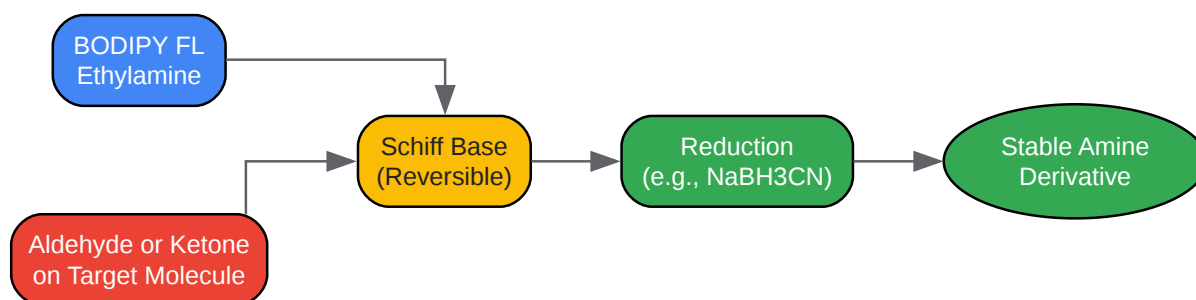 BODIPY FL
Ethylamine
Schiff Base
(Reversible)
Reduction
(e.g., NaBH3CN)
Stable Amine
Derivative
Aldehyde or Ketone
on Target Molecule